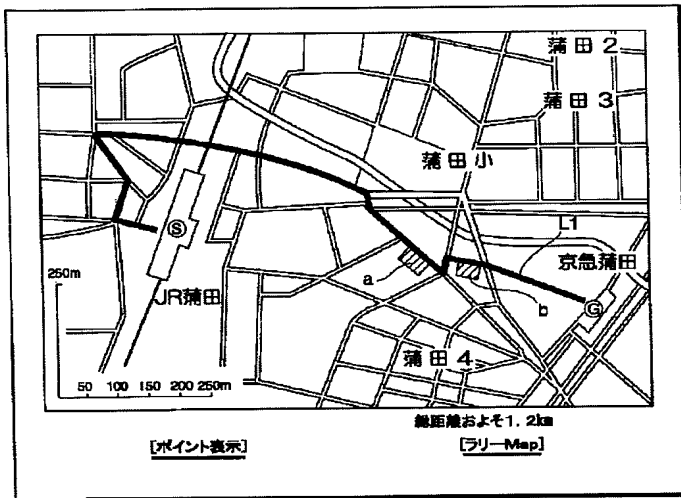 蒲田2
蒲田3
蒲田小
L1
京急蒲田
S
250m
a
JR蒲田
b
G
蒲田4
50 100 150 200 250m
総距離およそ1.2km
[ポイント表示]
[ラリーMap]